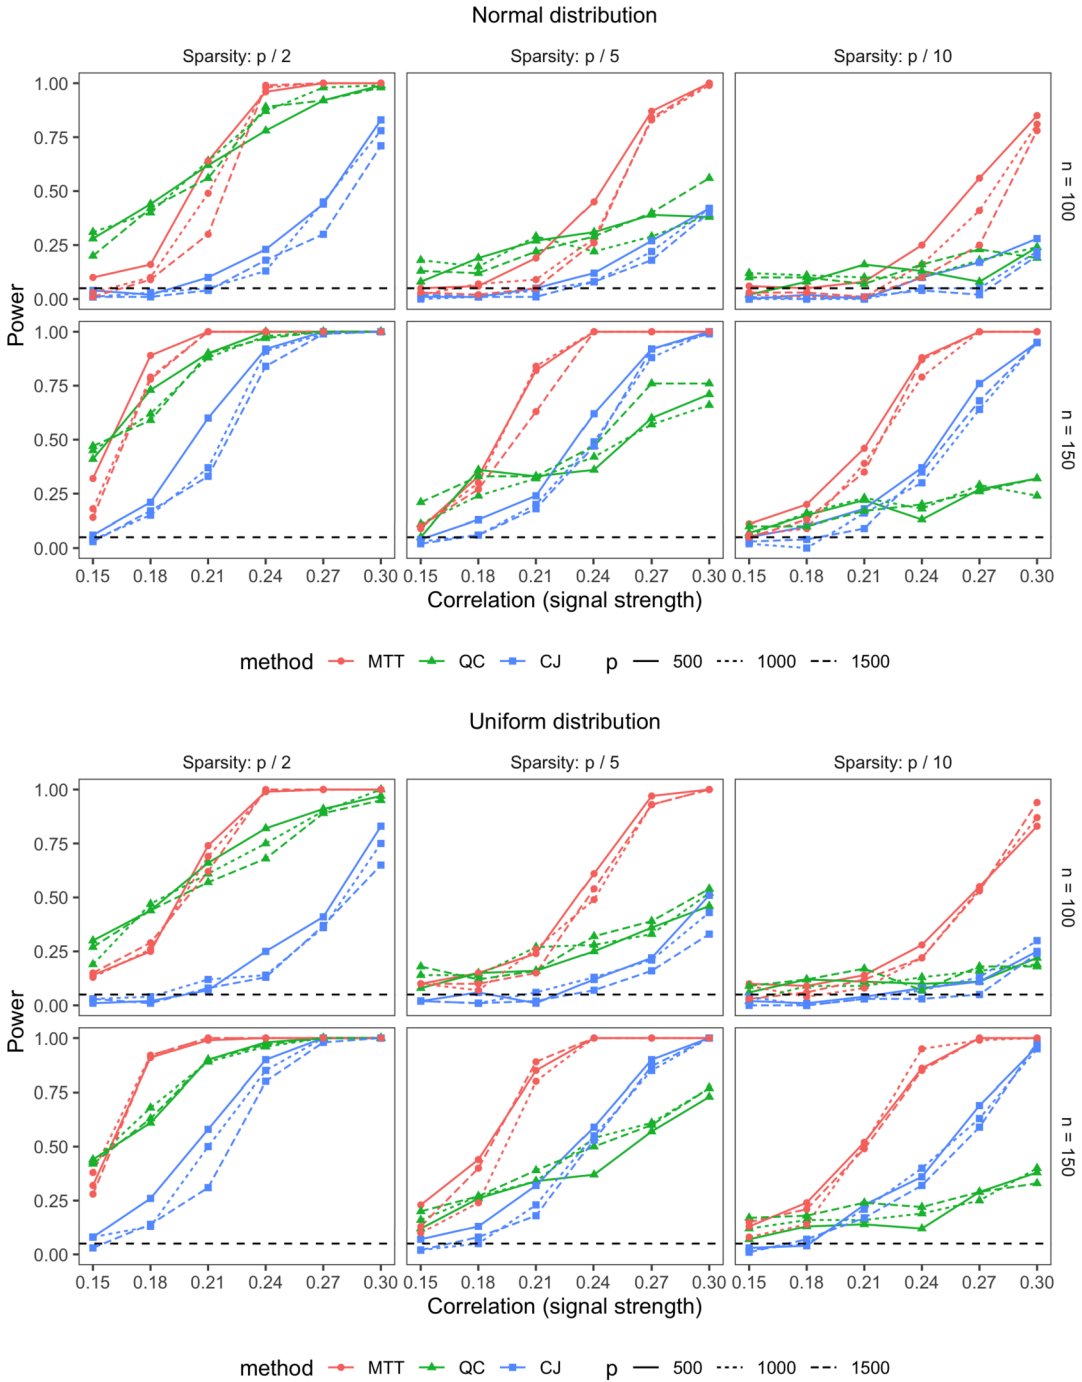 Normal distribution
Sparsity: p / 2 Sparsity: p / 5 Sparsity: p / 10
1.00
0.75
0.50
0.25
0.00
n = 100
Power
1.00
0.75
0.50
0.25
0.00
n = 150
0.15 0.18 0.21 0.24 0.27 0.30 0.15 0.18 0.21 0.24 0.27 0.30 0.15 0.18 0.21 0.24 0.27 0.30
Correlation (signal strength)
method MTT QC CJ p 500 1000 1500
Uniform distribution
Sparsity: p / 2 Sparsity: p / 5 Sparsity: p / 10
1.00
0.75
0.50
0.25
0.00
n = 100
Power
1.00
0.75
0.50
0.25
0.00
n = 150
0.15 0.18 0.21 0.24 0.27 0.30 0.15 0.18 0.21 0.24 0.27 0.30 0.15 0.18 0.21 0.24 0.27 0.30
Correlation (signal strength)
method MTT QC CJ p 500 1000 1500